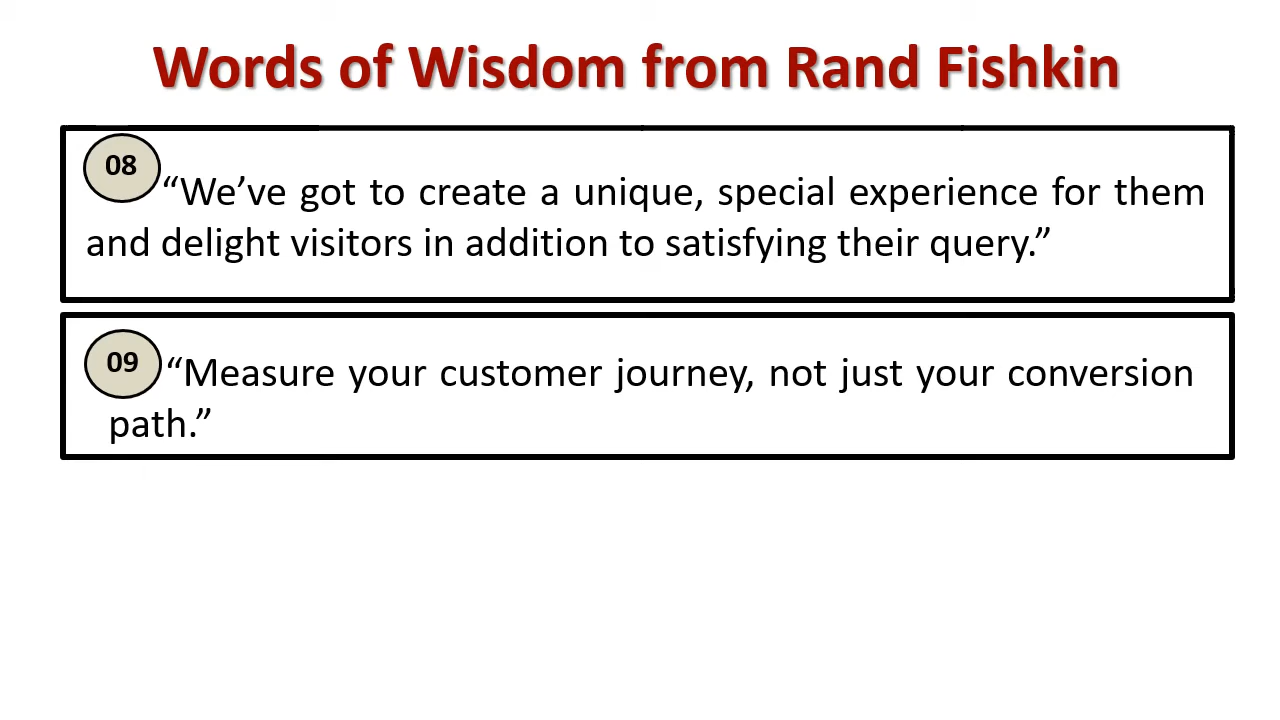 Words of Wisdom from Rand Fishkin
08
“We’ve got to create a unique, special experience for them
and delight visitors in addition to satisfying their query.”
09
“Measure your customer journey, not just your conversion
path.”